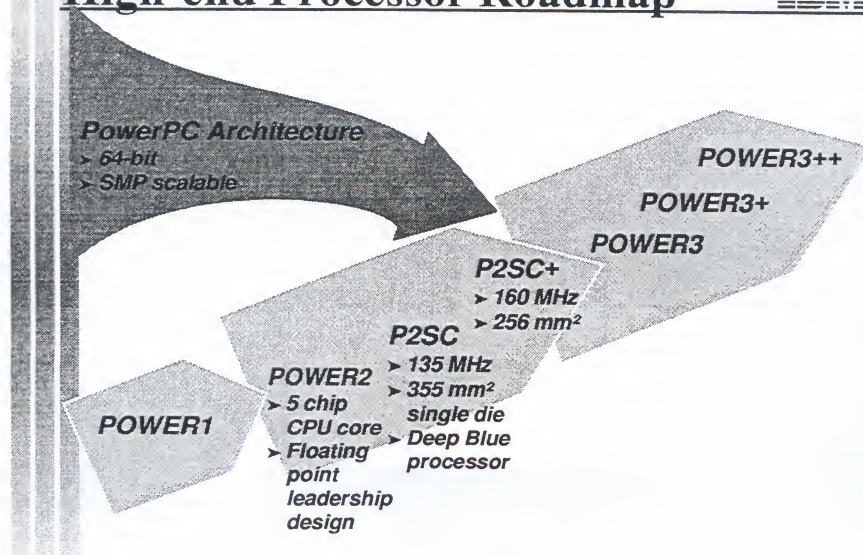 High-end Processor Roadmap
IBM
PowerPC Architecture
➤ 64-bit
➤ SMP scalable
POWER3++
POWER3+
POWER3
P2SC+
➤ 160 MHz
➤ 256 mm²
P2SC
➤ 135 MHz
➤ 355 mm²
single die
➤ Deep Blue
processor
POWER2
➤ 5 chip
CPU core
➤ Floating
point
leadership
design
POWER1